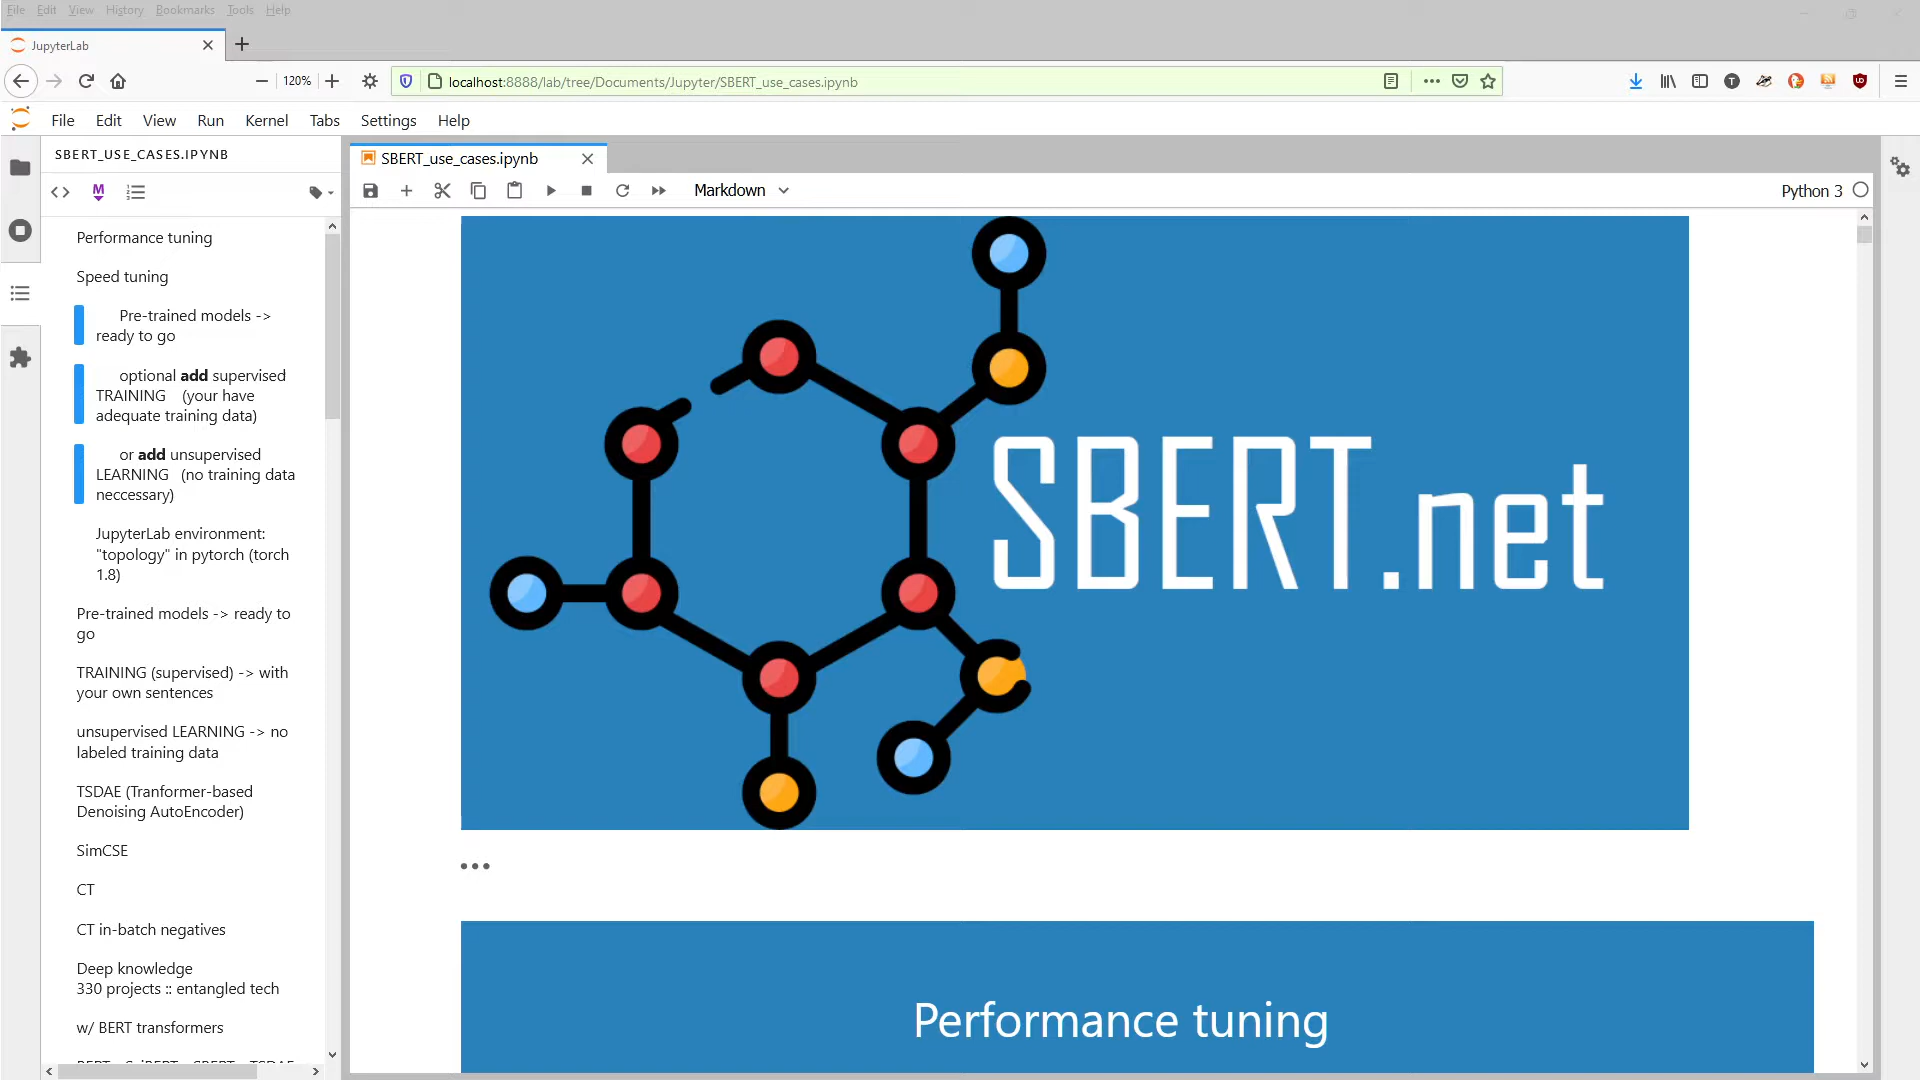 File Edit View History Bookmarks Tools Help
JupyterLab
120%
localhost:8888/lab/tree/Documents/Jupyter/SBERT_use_cases.ipynb
File Edit View Run Kernel Tabs Settings Help
SBERT_USE_CASES.IPYNB
Performance tuning
Speed tuning
Pre-trained models ->
ready to go
optional add supervised
TRAINING (your have
adequate training data)
or add unsupervised
LEARNING (no training data
neccessary)
JupyterLab environment:
"topology" in pytorch (torch
1.8)
Pre-trained models -> ready to
go
TRAINING (supervised) -> with
your own sentences
unsupervised LEARNING -> no
labeled training data
TSDAE (Tranformer-based
Denoising AutoEncoder)
SimCSE
CT
CT in-batch negatives
Deep knowledge
330 projects :: entangled tech
w/ BERT transformers
SBERT_use_cases.ipynb
Markdown
Python 3
SBERT.net
Performance tuning